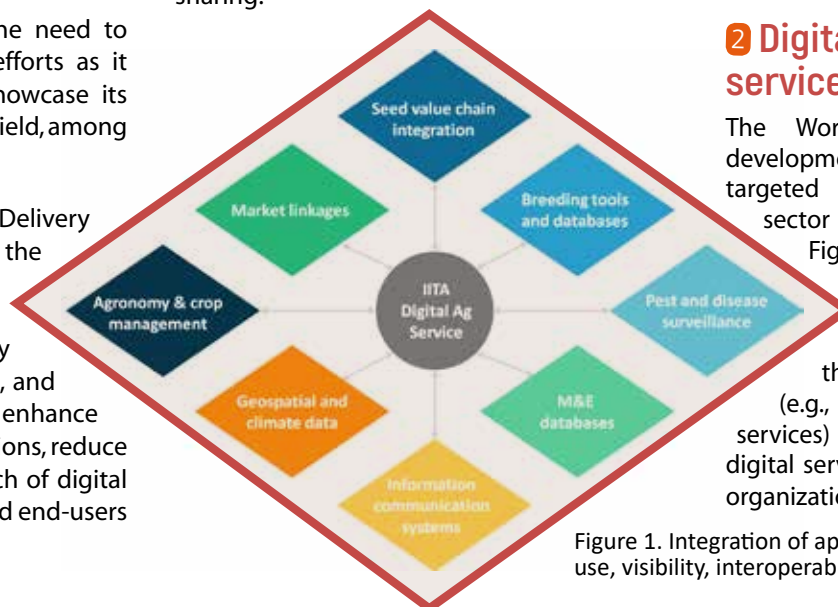 sharing.
ne need to
efforts as it
howcase its
ield, among
Delivery
the
y
, and
enhance
ions, reduce
ch of digital
d end-users
Seed value chain
integration
Market linkages
Breeding tools
and databases
Agronomy & crop
management
IITA
Digital Ag
Service
Pest and disease
surveillance
Geospatial and
climate data
M&E
databases
Information
communication
systems
2 Digita
service
The Wor
developme
targeted
sector
Fig
th
(e.g.,
services)
digital serv
organizatio
Figure 1. Integration of ap
use, visibility, interoperab